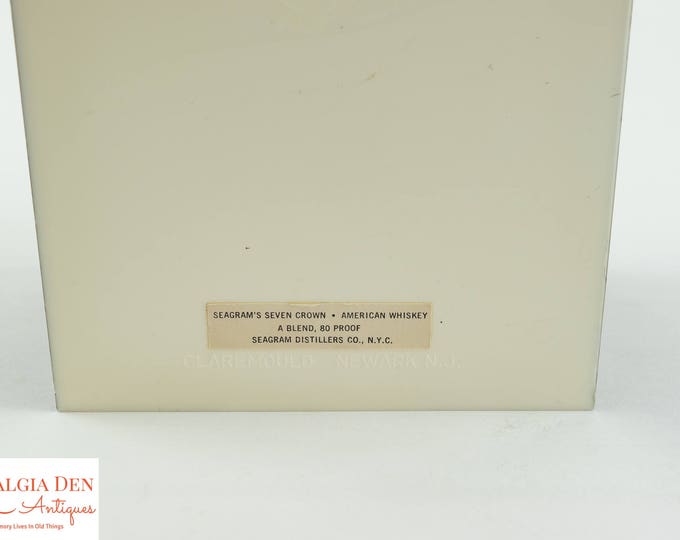 SEAGRAM'S SEVEN CROWN • AMERICAN WHISKEY
A BLEND, 80 PROOF
SEAGRAM DISTILLERS CO., N.Y.C.
CLAREMOULD NEWARK N.J.
ALGIA DEN
Antiques
mory Lives In Old Things